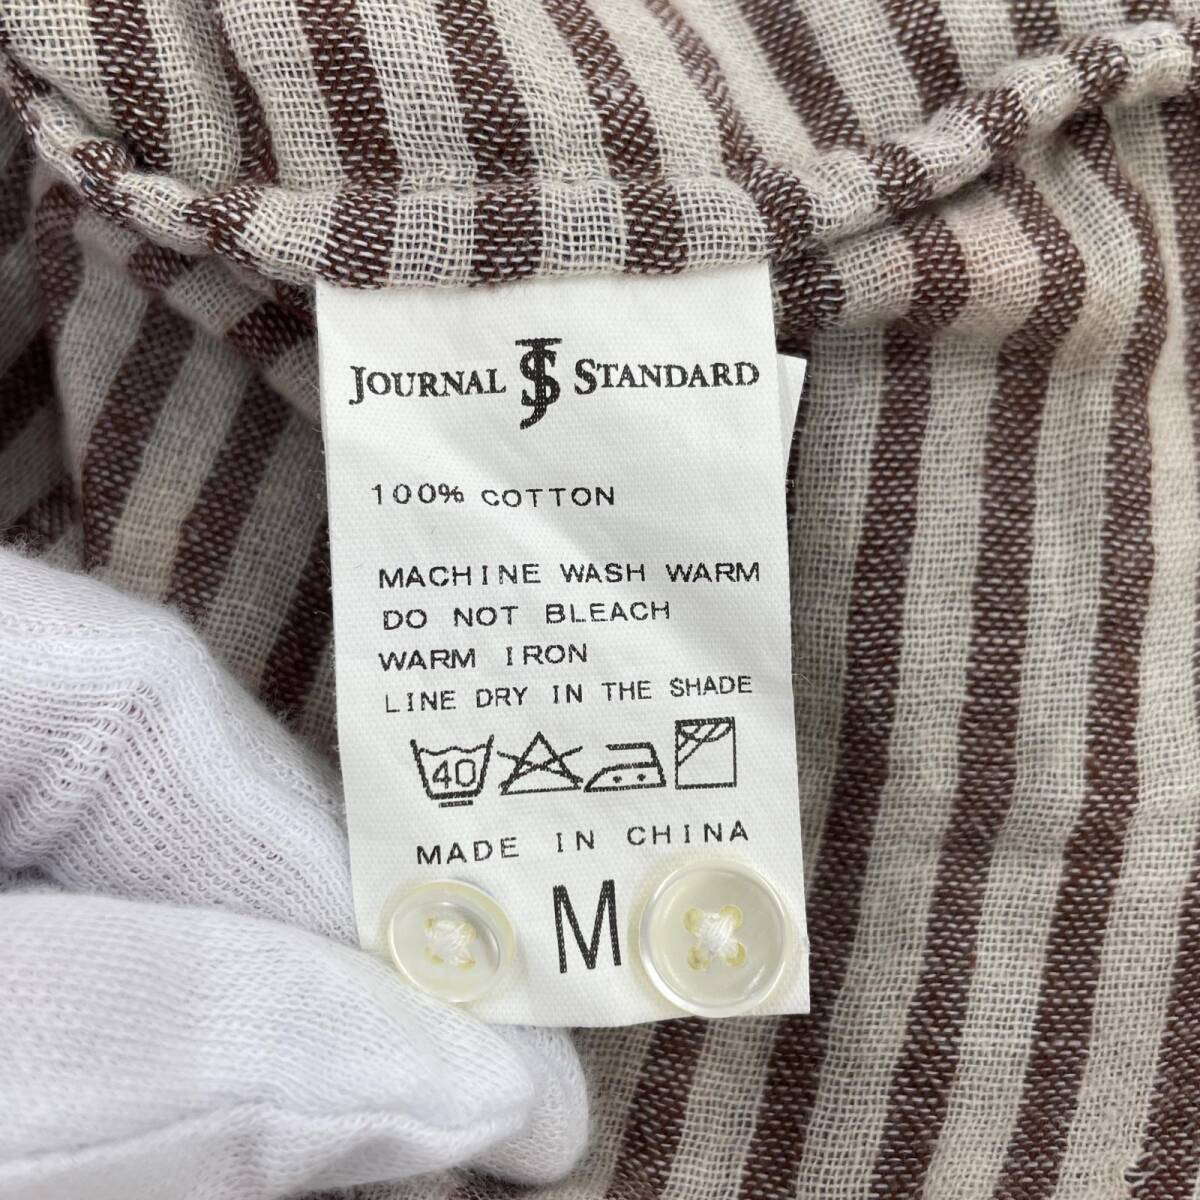 JOURNAL JS STANDARD
100% COTTON
MACHINE WASH WARM
DO NOT BLEACH
WARM IRON
LINE DRY IN THE SHADE
40
MADE IN CHINA
M